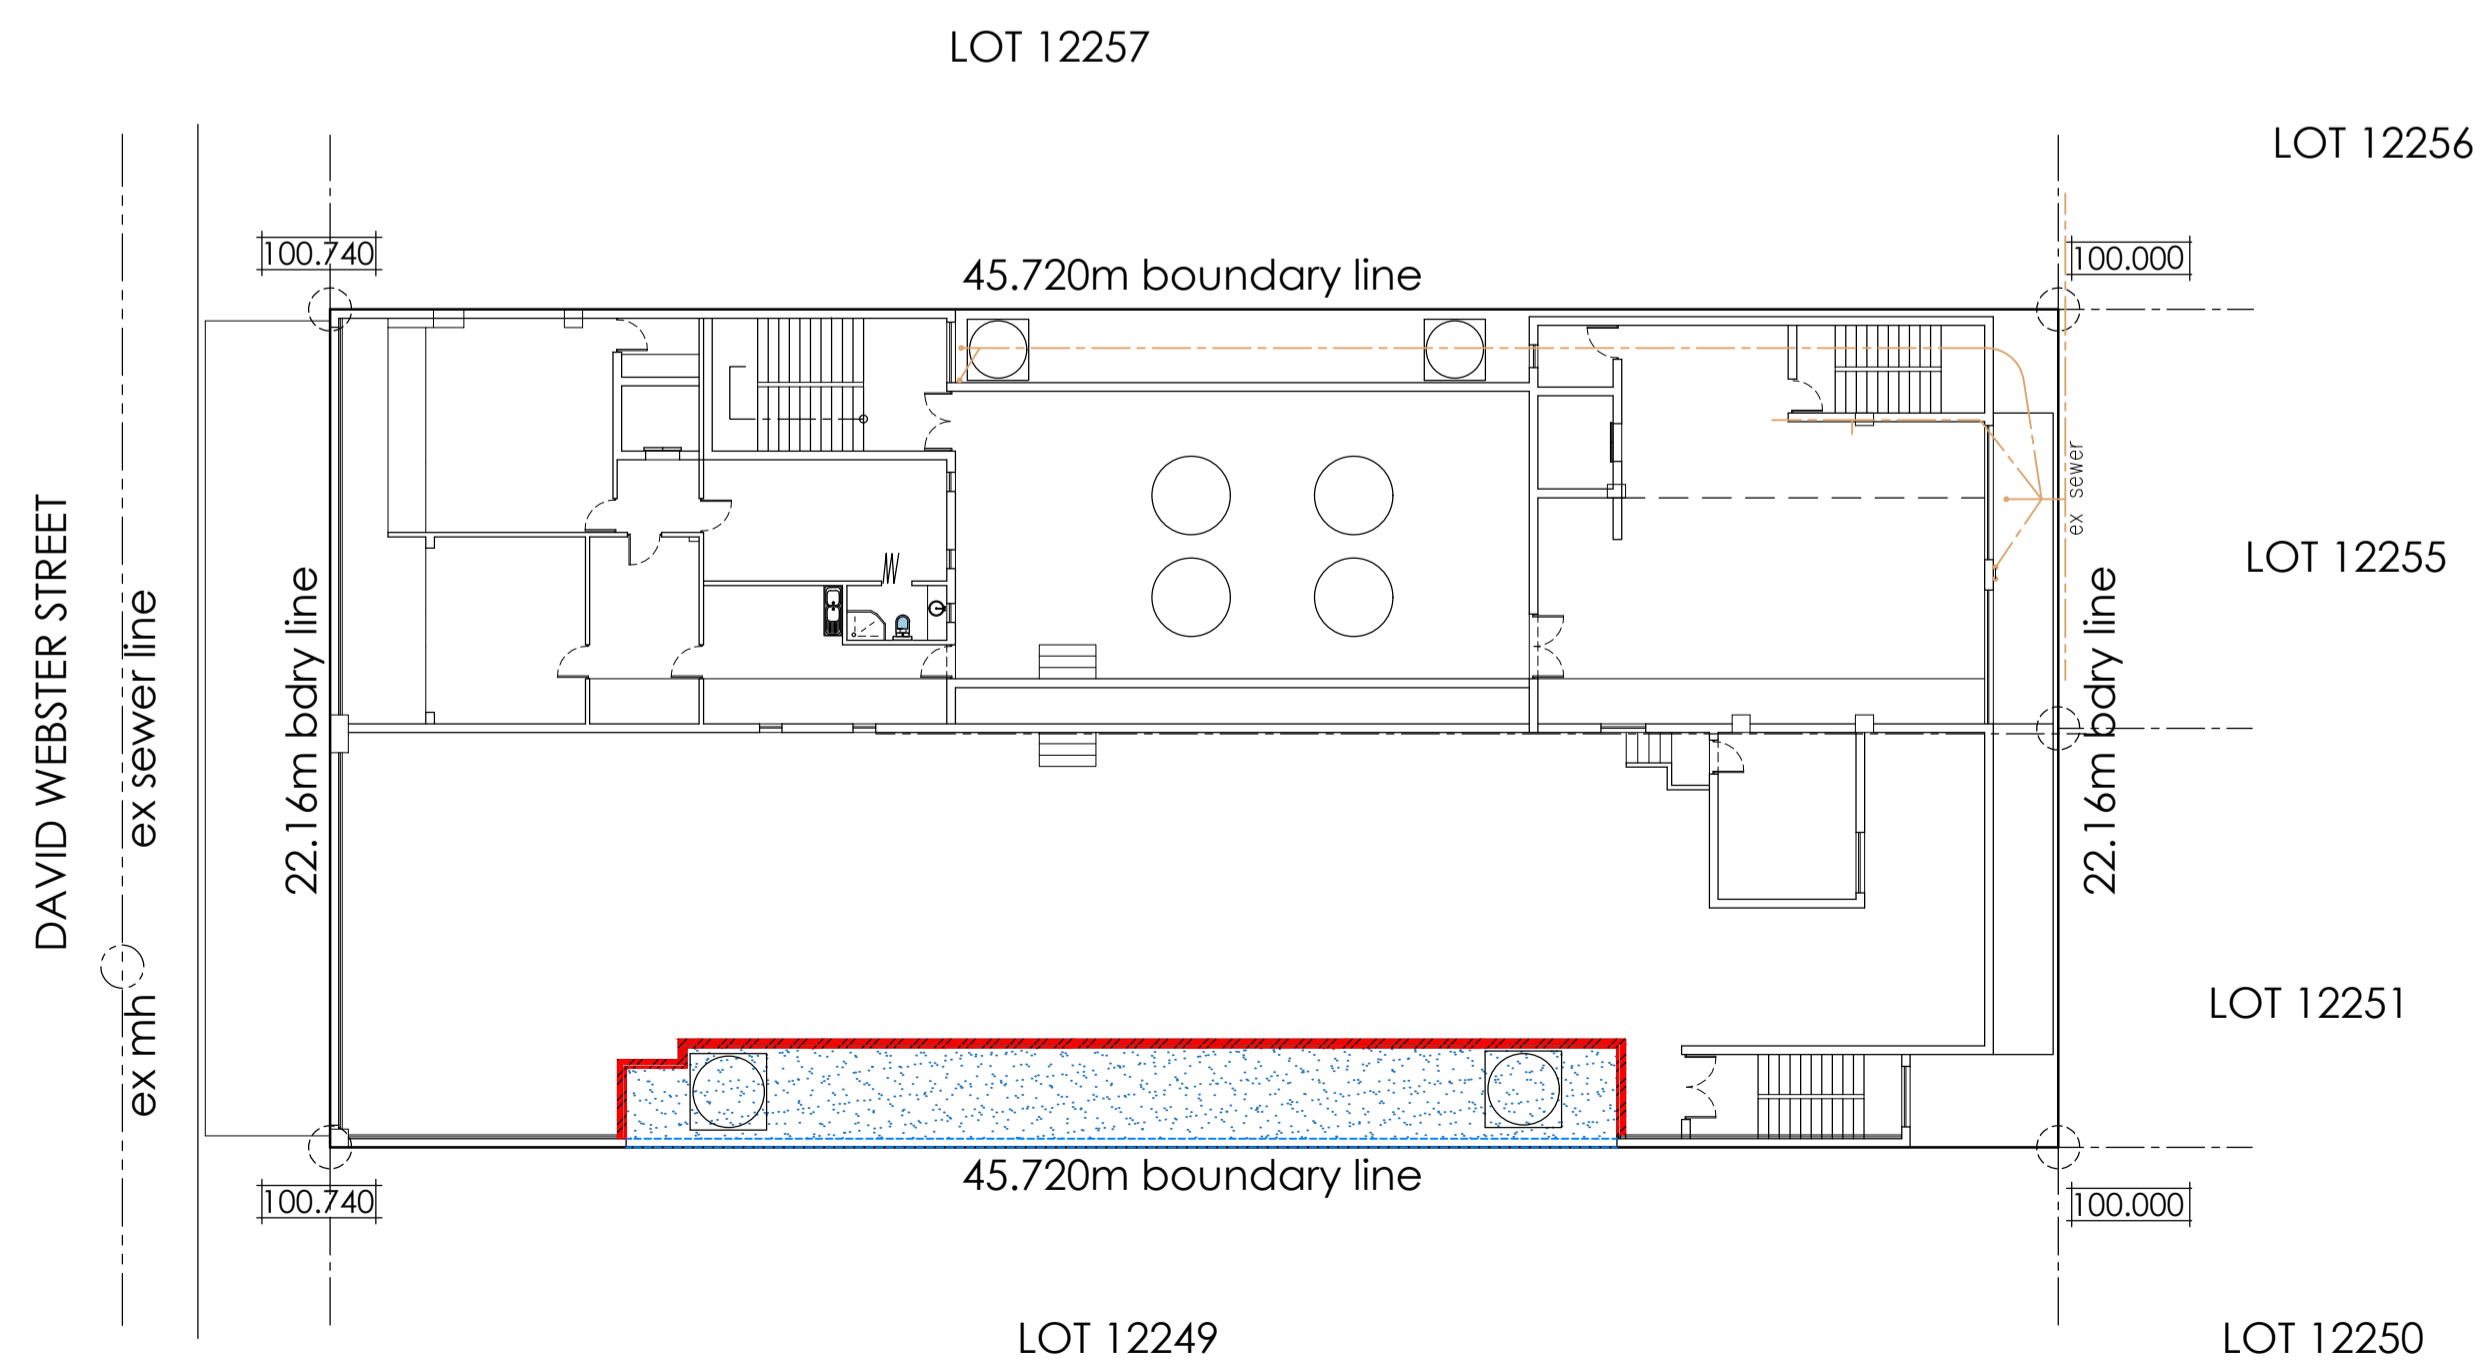 LOT 12257
LOT 12256
100.740
100.000
45.720m boundary line
ex sewer
LOT 12255
DAVID WEBSTER STREET
ex sewer line
ex mh
22.16m bdry line
22.16m bdry line
LOT 12251
45.720m boundary line
100.740
100.000
LOT 12249
LOT 12250